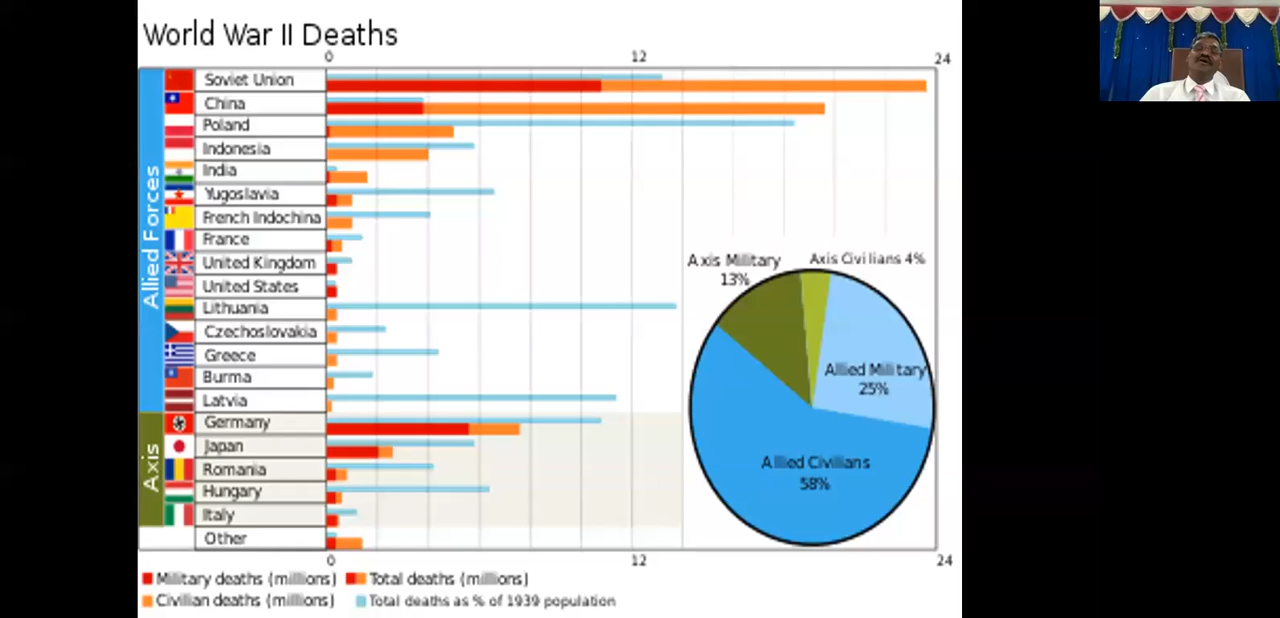 World War II Deaths
0 12 24
Allied Forces
Soviet Union
China
Poland
Indonesia
India
Yugoslavia
French Indochina
France
United Kingdom
United States
Lithuania
Czechoslovakia
Greece
Burma
Latvia
Axis
Germany
Japan
Romania
Hungary
Italy
Other
Axis Military
13%
Axis Civilians 4%
Allied Military
25%
Allied Civilians
58%
0 12 24
Military deaths (millions) Total deaths (millions)
Civilian deaths (millions) Total deaths as % of 1939 population